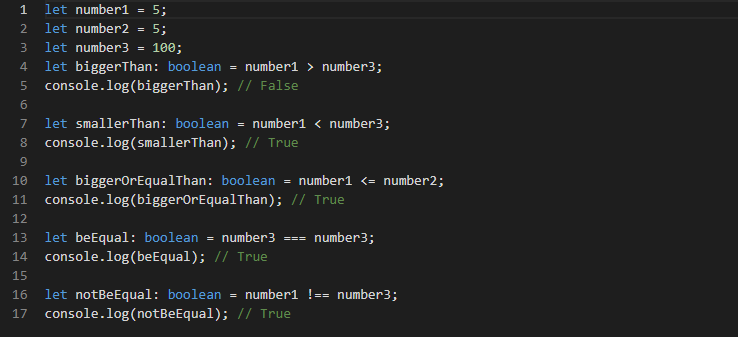 1 let number1 = 5;
2 let number2 = 5;
3 let number3 = 100;
4 let biggerThan: boolean = number1 > number3;
5 console.log(biggerThan); // False
6
7 let smallerThan: boolean = number1 < number3;
8 console.log(smallerThan); // True
9
10 let biggerOrEqualThan: boolean = number1 <= number2;
11 console.log(biggerOrEqualThan); // True
12
13 let beEqual: boolean = number3 === number3;
14 console.log(beEqual); // True
15
16 let notBeEqual: boolean = number1 !== number3;
17 console.log(notBeEqual); // True